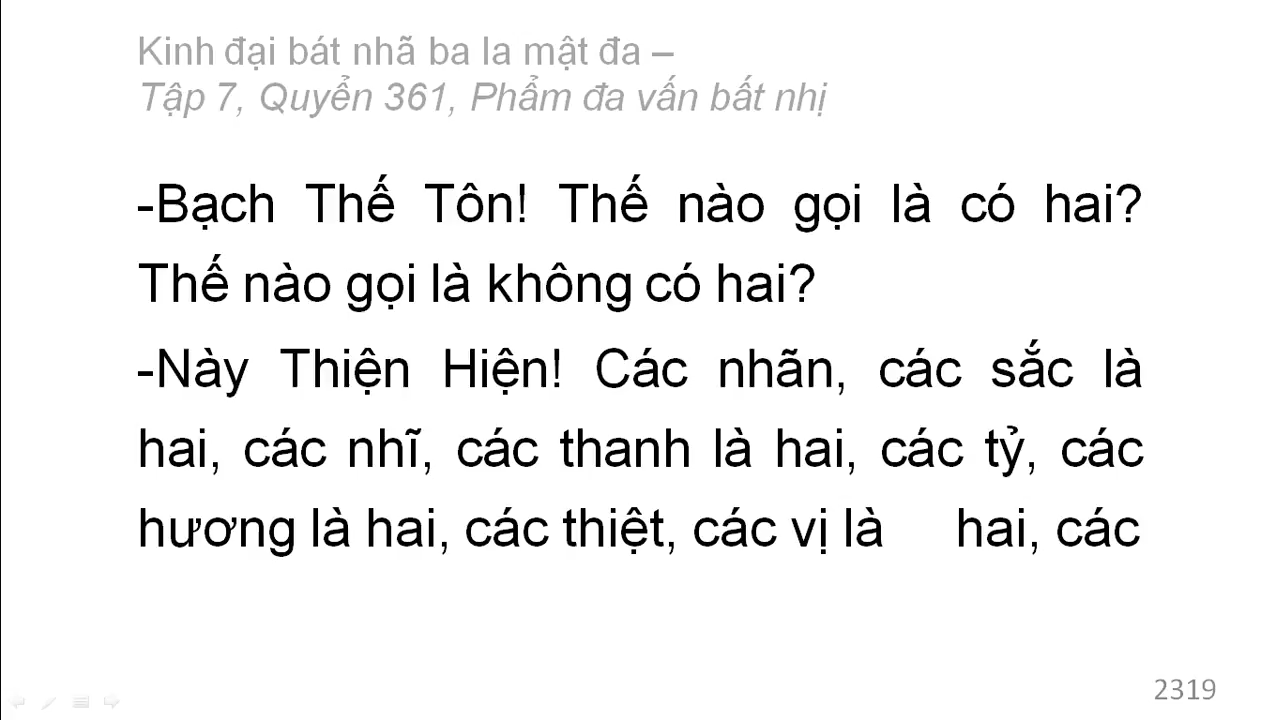 Kinh đại bát nhã ba la mật đa –
Tập 7, Quyển 361, Phẩm đa vấn bất nhị
-Bạch Thế Tôn! Thế nào gọi là có hai?
Thế nào gọi là không có hai?
-Này Thiện Hiện! Các nhãn, các sắc là
hai, các nhĩ, các thanh là hai, các tỷ, các
hương là hai, các thiệt, các vị là hai, các
2319